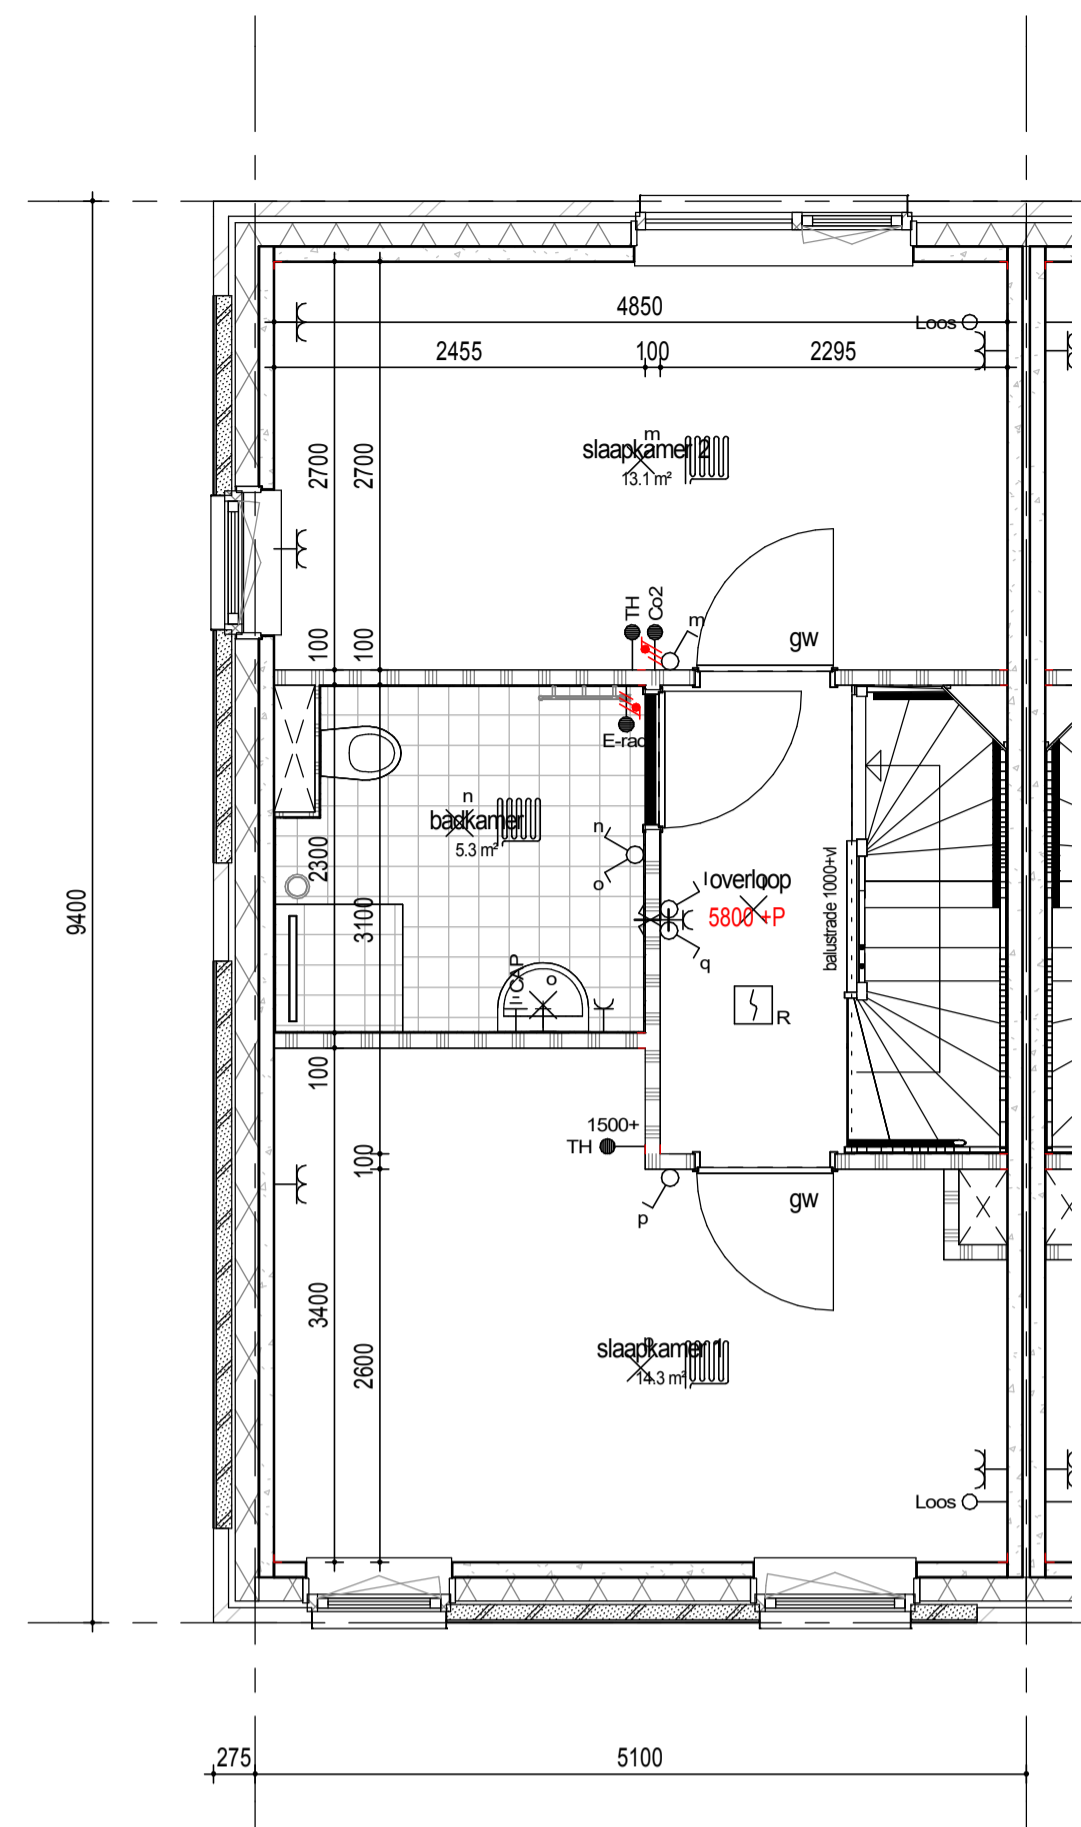 4850
Loos
2455
100
2295
m
slaapkamer 2
13.1 m²
2700
2700
TH
Co2
m
100
100
gw
E-rad
n
badkamer
5.3 m²
n
o
2300
3100
l
overloop
5800 +P
q
balustrade 1000+vl
9400
CAP
o
R
100
100
1500+
TH
p
gw
3400
2600
slaapkamer 1
14.3 m²
Loos
275
5100